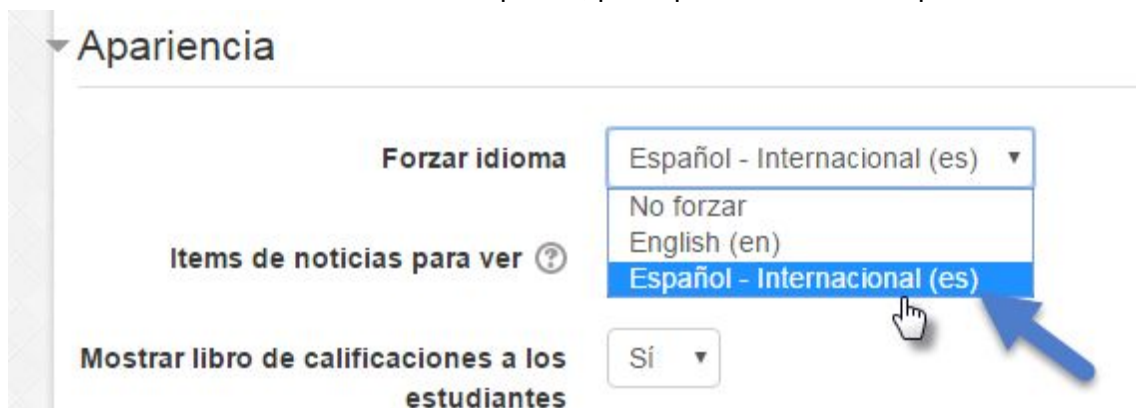 Apariencia
Forzar idioma
Español - Internacional (es)
No forzar
English (en)
Español - Internacional (es)
Items de noticias para ver
Mostrar libro de calificaciones a los
estudiantes
Sí